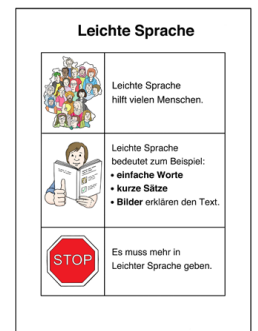 Leichte Sprache
Leichte Sprache
hilft vielen Menschen.
Leichte Sprache
bedeutet zum Beispiel:
• einfache Worte
• kurze Sätze
• Bilder erklären den Text.
STOP
Es muss mehr in
Leichter Sprache geben.